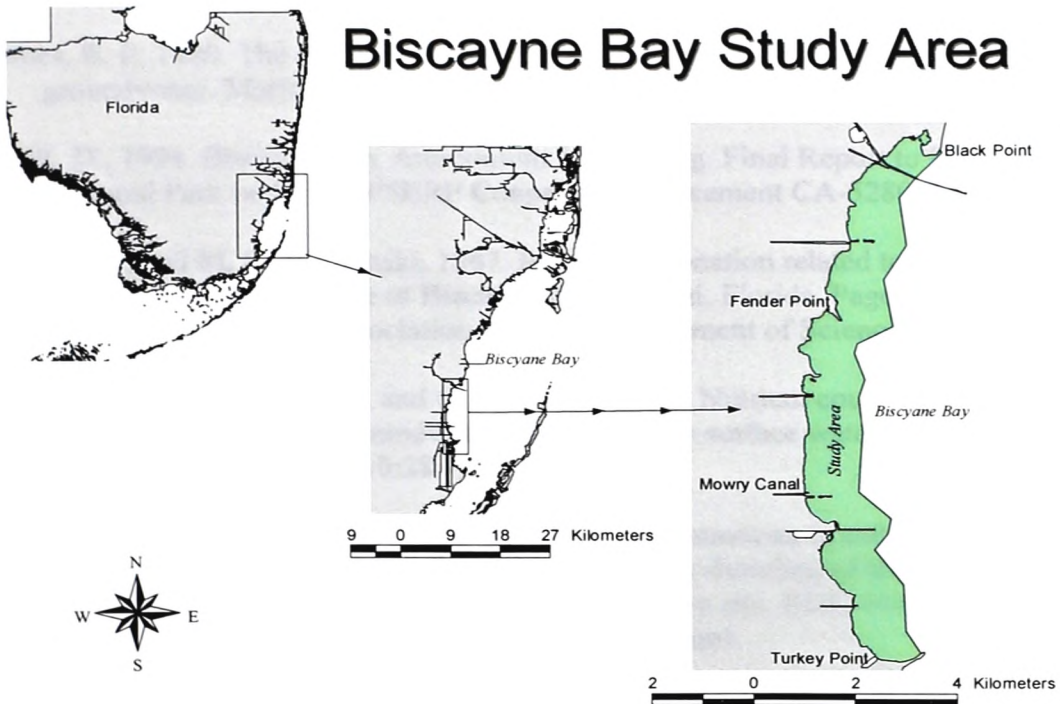 Biscayne Bay Study Area
Florida
Black Point
Fender Point
Biscyane Bay
Biscyane Bay
Study Area
Mowry Canal
Turkey Point
9 0 9 18 27 Kilometers
2 0 2 4 Kilometers
N
W E
S